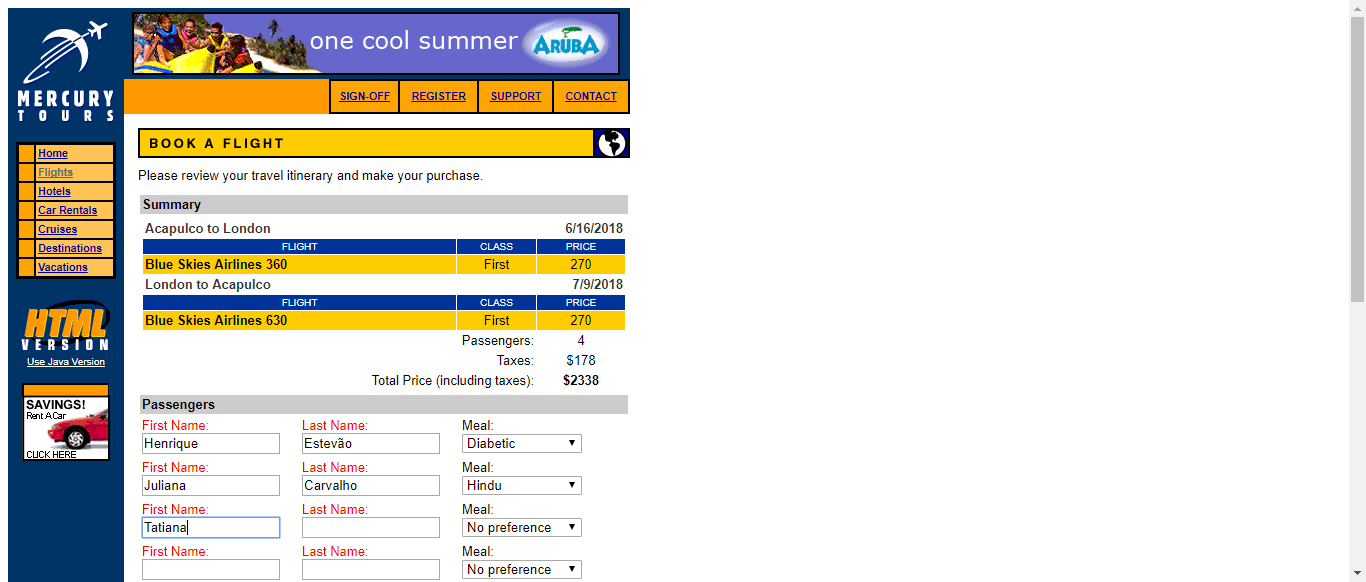 one cool summer ARUBA
MERCURY
TOURS
SIGN-OFF REGISTER SUPPORT CONTACT
Home
Flights
Hotels
Car Rentals
Cruises
Destinations
Vacations
HTML
VERSION
Use Java Version
SAVINGS!
Rent A Car
CLICK HERE
BOOK A FLIGHT
Please review your travel itinerary and make your purchase.
Summary
Acapulco to London 6/16/2018
FLIGHT CLASS PRICE
Blue Skies Airlines 360 First 270
London to Acapulco 7/9/2018
FLIGHT CLASS PRICE
Blue Skies Airlines 630 First 270
Passengers: 4
Taxes: $178
Total Price (including taxes): $2338
Passengers
First Name: Last Name: Meal:
Henrique Estevão Diabetic
First Name: Last Name: Meal:
Juliana Carvalho Hindu
First Name: Last Name: Meal:
Tatiana No preference
First Name: Last Name: Meal:
No preference